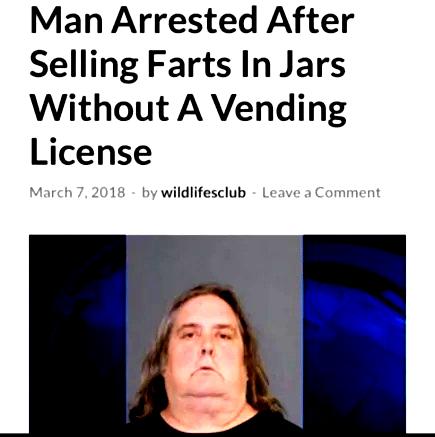 Man Arrested After
Selling Farts In Jars
Without A Vending
License
March 7, 2018 - by wildlifesclub - Leave a Comment